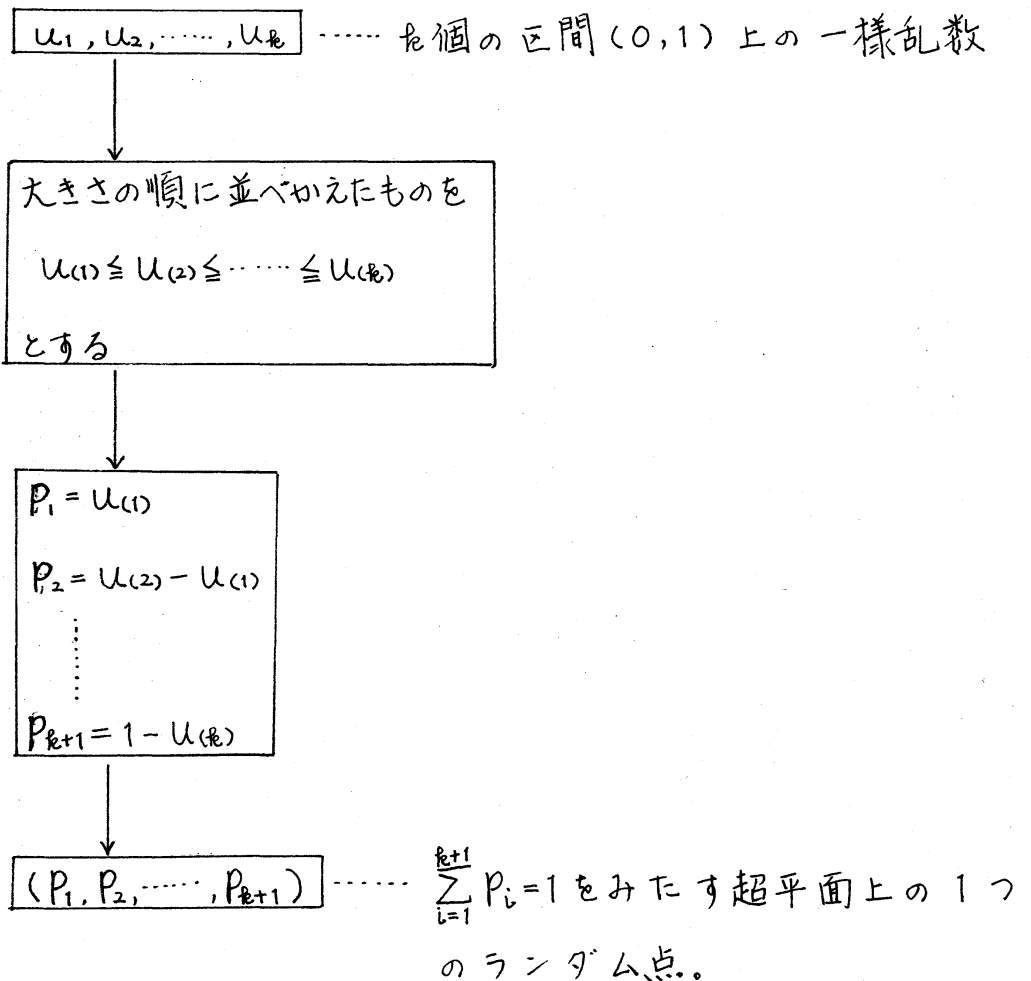 u₁, u₂, ……, uₖ …… k個の区間(0,1)上の一様乱数
大きさの順に並べかえたものを
u₍₁₎ ≦ u₍₂₎ ≦ …… ≦ u₍ₖ₎
とする
P₁ = u₍₁₎
P₂ = u₍₂₎ − u₍₁₎
⋮
Pₖ₊₁ = 1 − u₍ₖ₎
(P₁, P₂, ……, Pₖ₊₁) …… ∑_{i=1}^{k+1} Pᵢ = 1 をみたす超平面上の1つ
のランダム点。